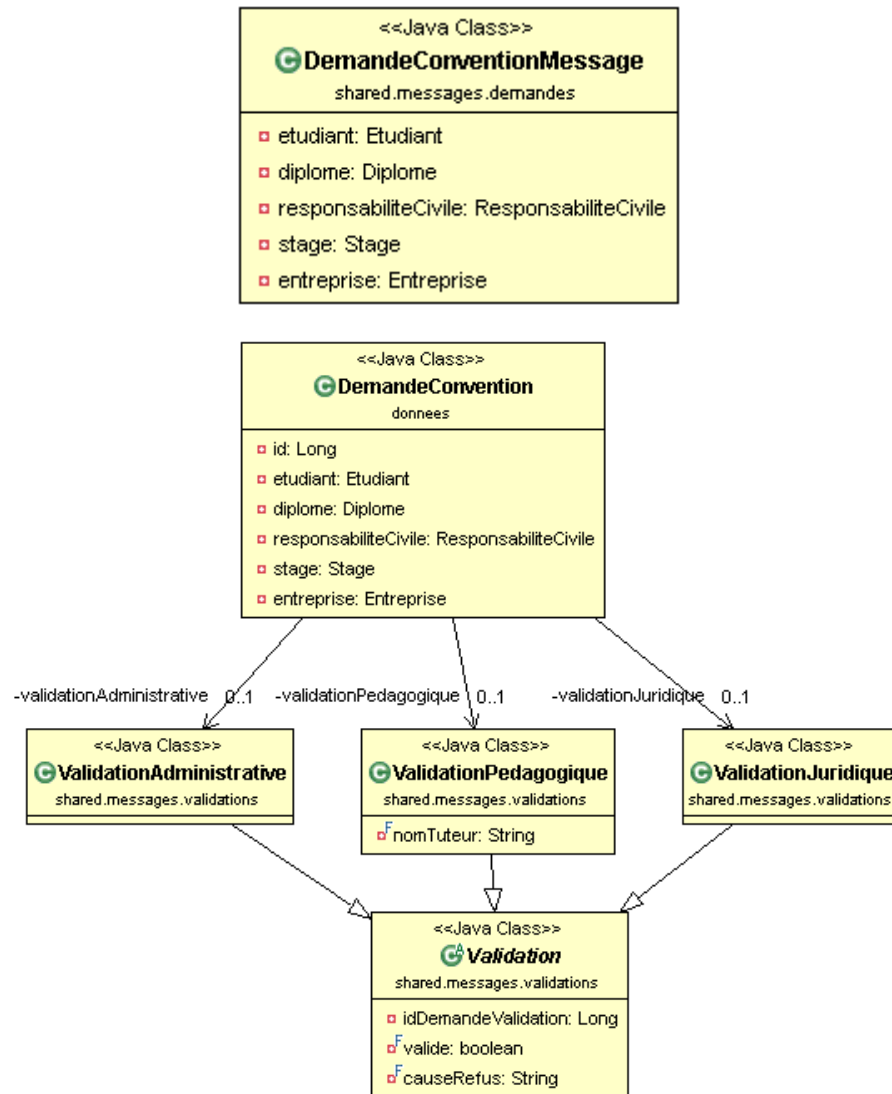 <<Java Class>>
DemandeConventionMessage
shared.messages.demandes
etudiant: Etudiant
diplome: Diplome
responsabiliteCivile: ResponsabiliteCivile
stage: Stage
entreprise: Entreprise
<<Java Class>>
DemandeConvention
donnees
id: Long
etudiant: Etudiant
diplome: Diplome
responsabiliteCivile: ResponsabiliteCivile
stage: Stage
entreprise: Entreprise
-validationAdministrative 0..1
-validationPedagogique 0..1
-validationJuridique 0..1
<<Java Class>>
ValidationAdministrative
shared.messages.validations
<<Java Class>>
ValidationPedagogique
shared.messages.validations
nomTuteur: String
<<Java Class>>
ValidationJuridique
shared.messages.validations
<<Java Class>>
Validation
shared.messages.validations
idDemandeValidation: Long
valide: boolean
causeRefus: String